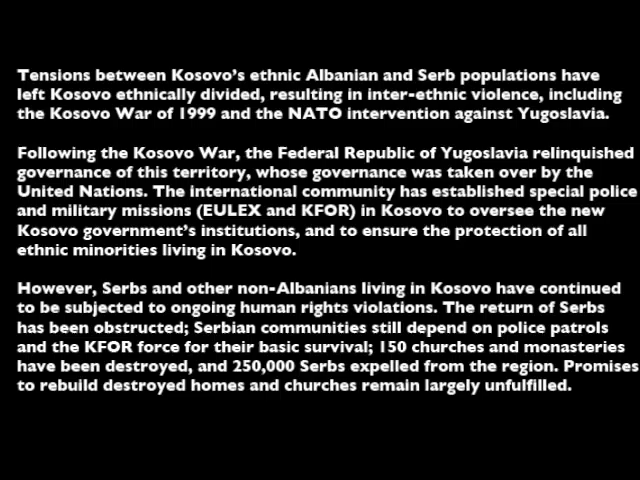 Tensions between Kosovo's ethnic Albanian and Serb populations have
left Kosovo ethnically divided, resulting in inter-ethnic violence, including
the Kosovo War of 1999 and the NATO intervention against Yugoslavia.
Following the Kosovo War, the Federal Republic of Yugoslavia relinquished
governance of this territory, whose governance was taken over by the
United Nations. The international community has established special police
and military missions (EULEX and KFOR) in Kosovo to oversee the new
Kosovo government's institutions, and to ensure the protection of all
ethnic minorities living in Kosovo.
However, Serbs and other non-Albanians living in Kosovo have continued
to be subjected to ongoing human rights violations. The return of Serbs
has been obstructed; Serbian communities still depend on police patrols
and the KFOR force for their basic survival; 150 churches and monasteries
have been destroyed, and 250,000 Serbs expelled from the region. Promises
to rebuild destroyed homes and churches remain largely unfulfilled.